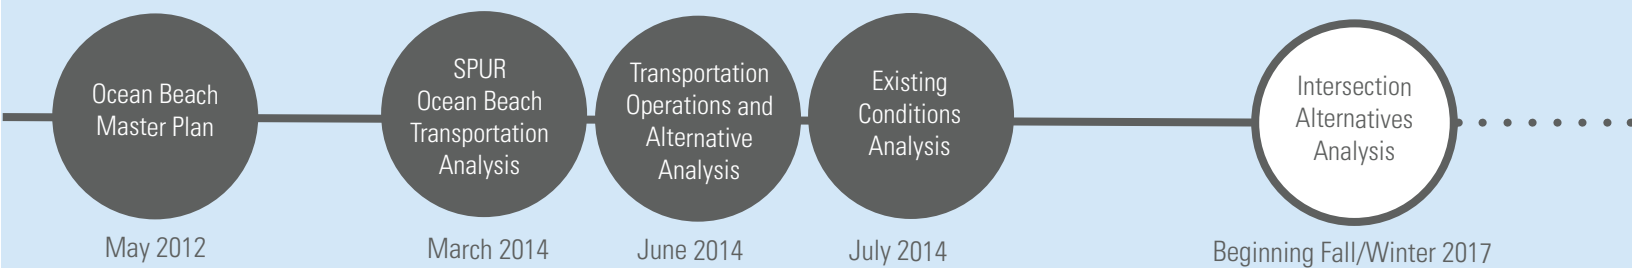 Ocean Beach
Master Plan
May 2012
SPUR
Ocean Beach
Transportation
Analysis
March 2014
Transportation
Operations and
Alternative
Analysis
June 2014
Existing
Conditions
Analysis
July 2014
Intersection
Alternatives
Analysis
Beginning Fall/Winter 2017